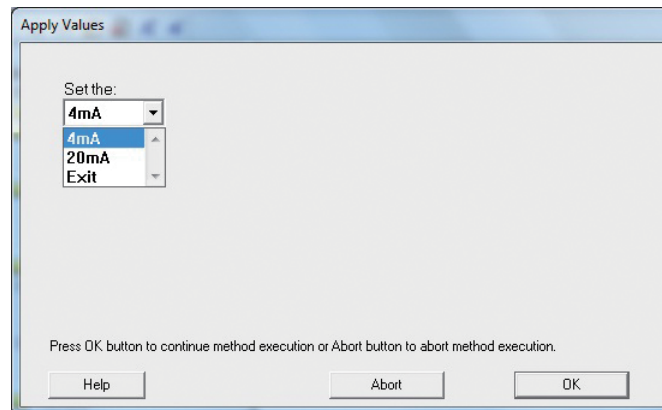 Apply Values
Set the:
4mA
4mA
20mA
Exit
Press OK button to continue method execution or Abort button to abort method execution.
Help Abort OK